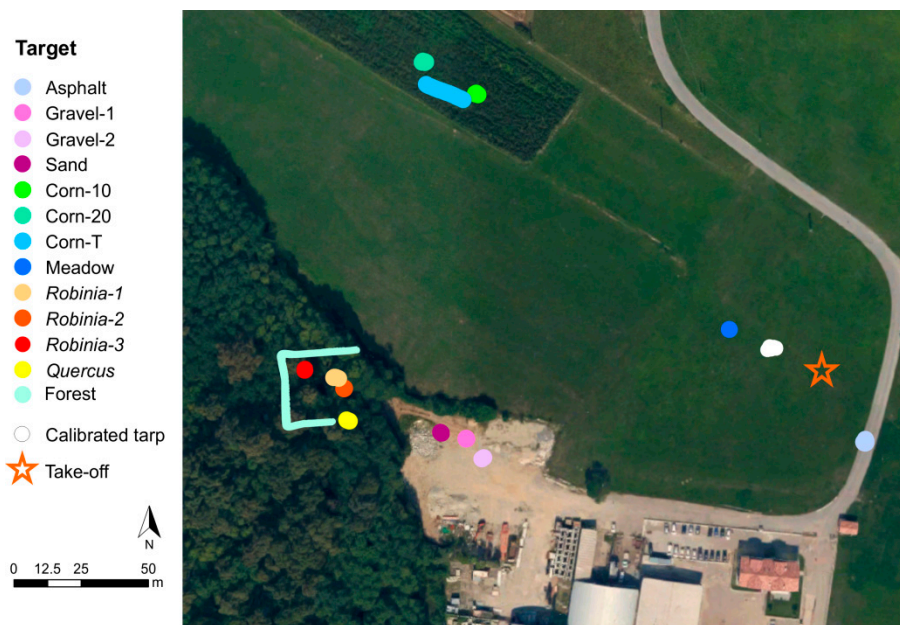 Target
Asphalt
Gravel-1
Gravel-2
Sand
Corn-10
Corn-20
Corn-T
Meadow
Robinia-1
Robinia-2
Robinia-3
Quercus
Forest
Calibrated tarp
Take-off
N
0 12.5 25 50
m